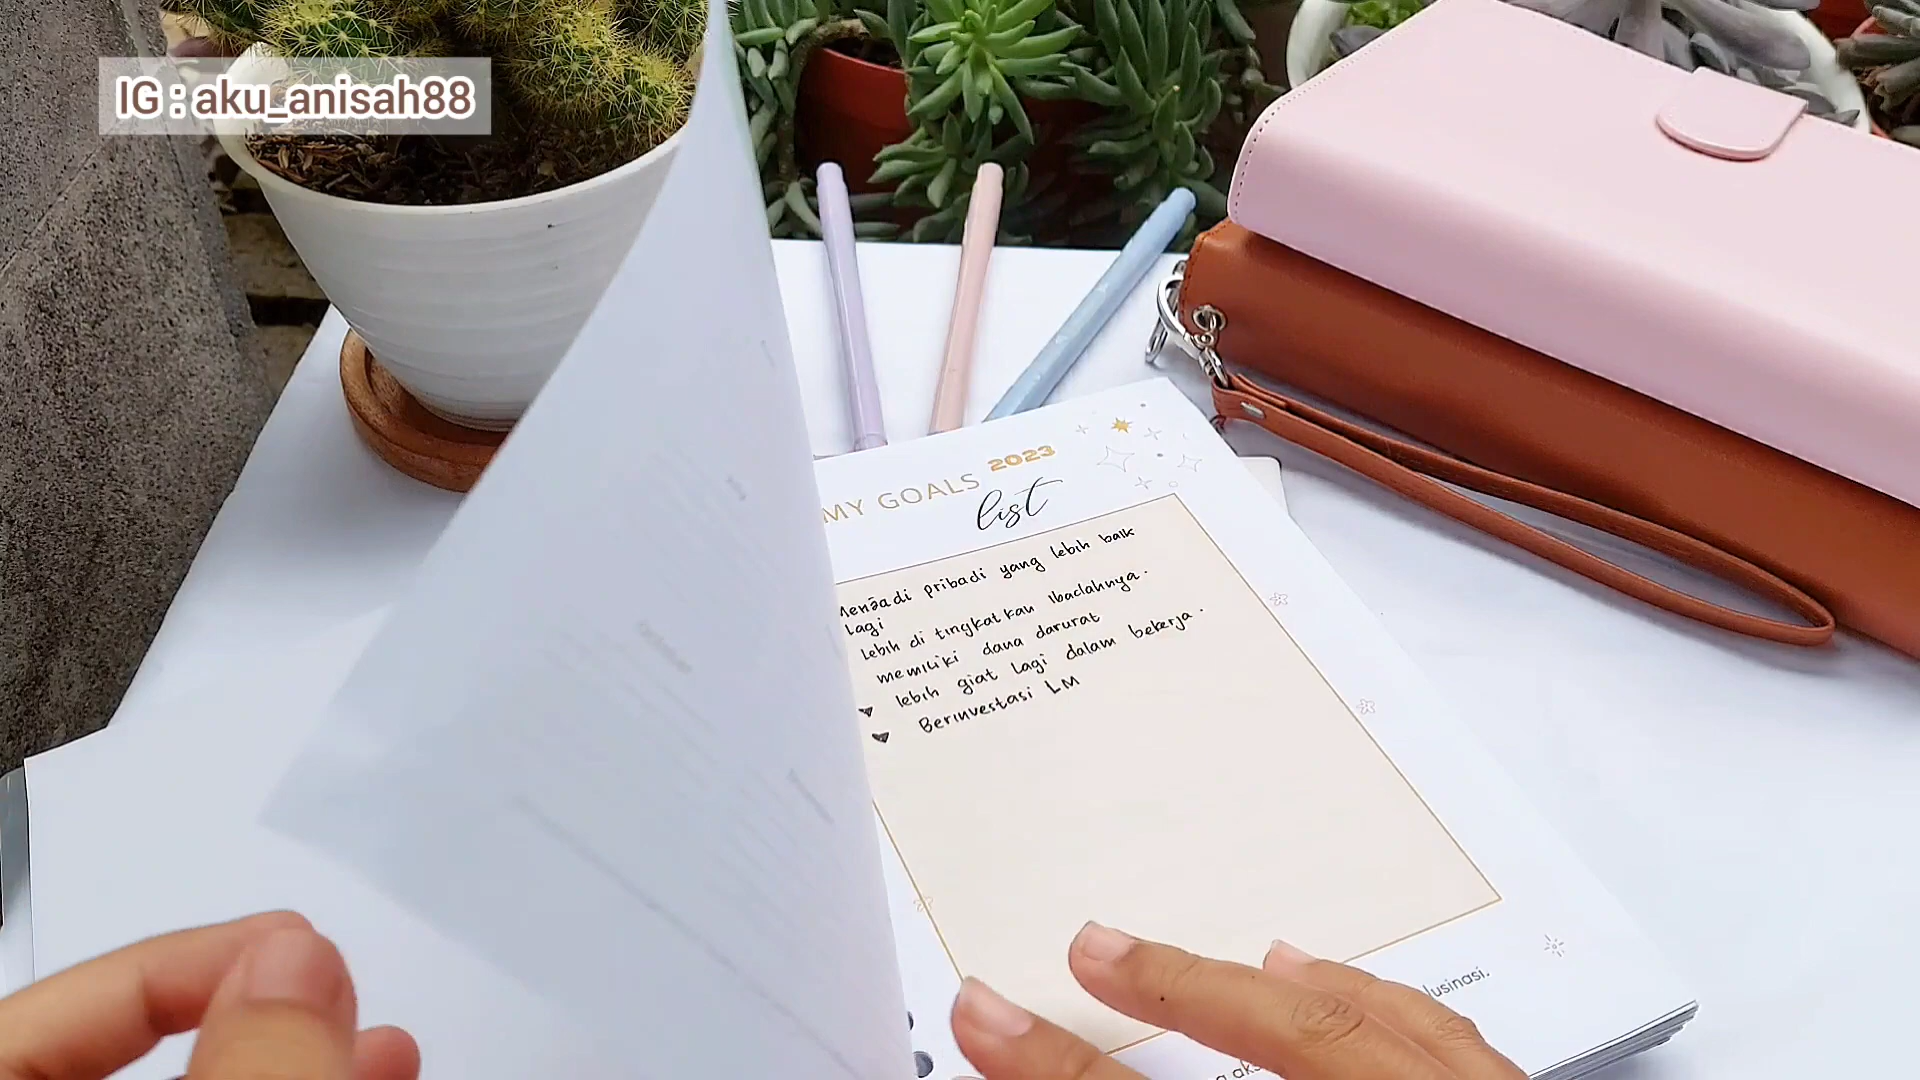 IG : aku_anisah88
MY GOALS 2023
list
Menjadi pribadi yang lebih baik
Lagi
Lebih di tingkatkan Ibadahnya.
memiliki dana darurat
lebih giat lagi dalam bekerja.
Berinvestasi LM